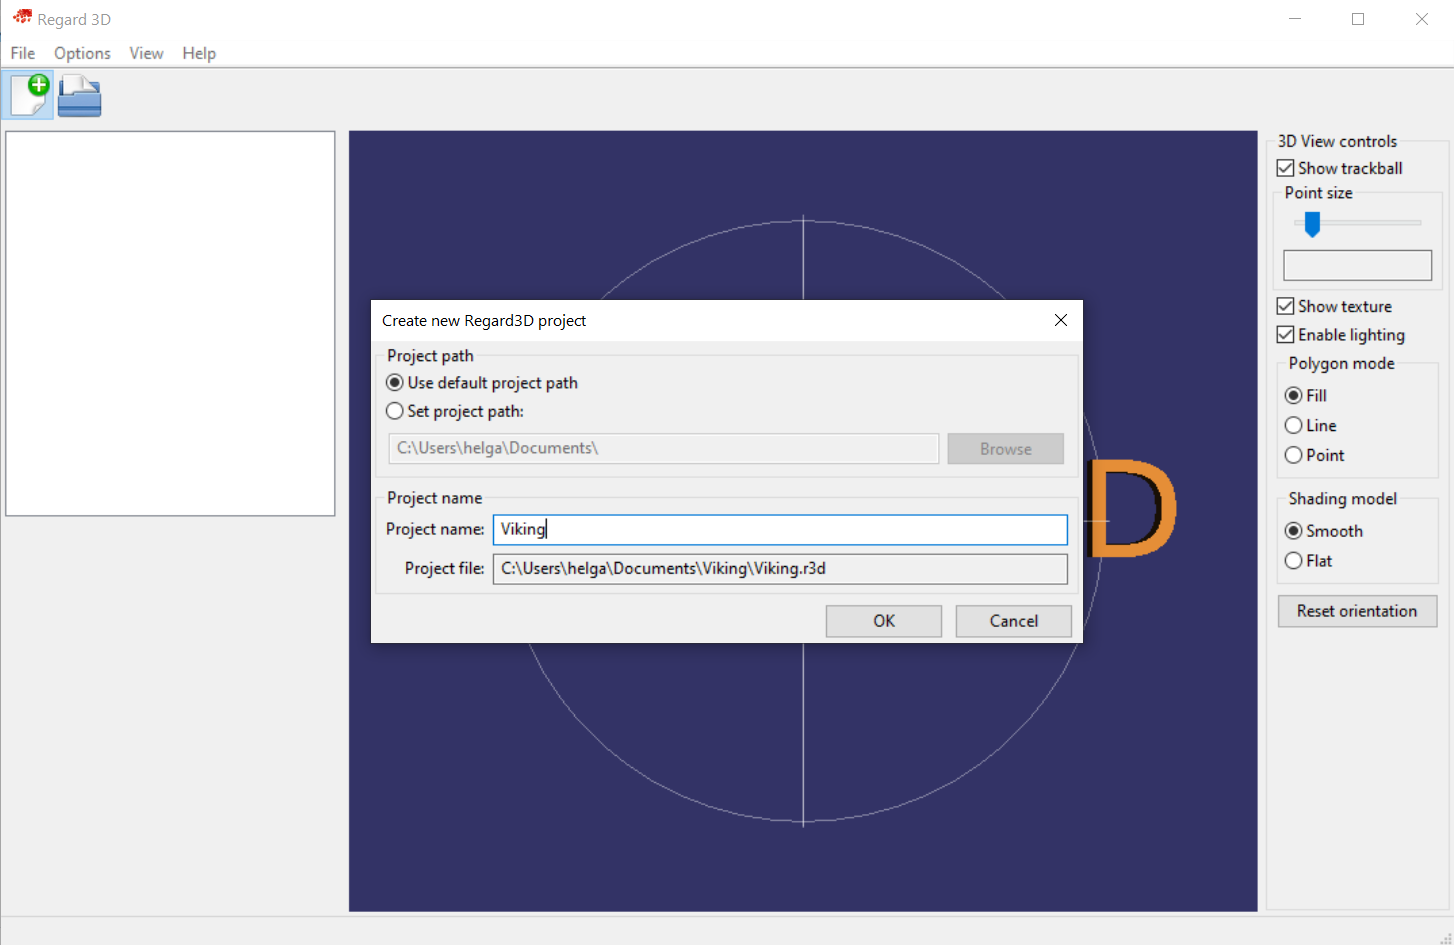 Regard 3D
File Options View Help
3D View controls
Show trackball
Point size
Show texture
Enable lighting
Polygon mode
Fill
Line
Point
Shading model
Smooth
Flat
Reset orientation
Create new Regard3D project
Project path
Use default project path
Set project path:
C:\Users\helga\Documents\
Browse
Project name
Project name: Viking
Project file: C:\Users\helga\Documents\Viking\Viking.r3d
OK Cancel
D